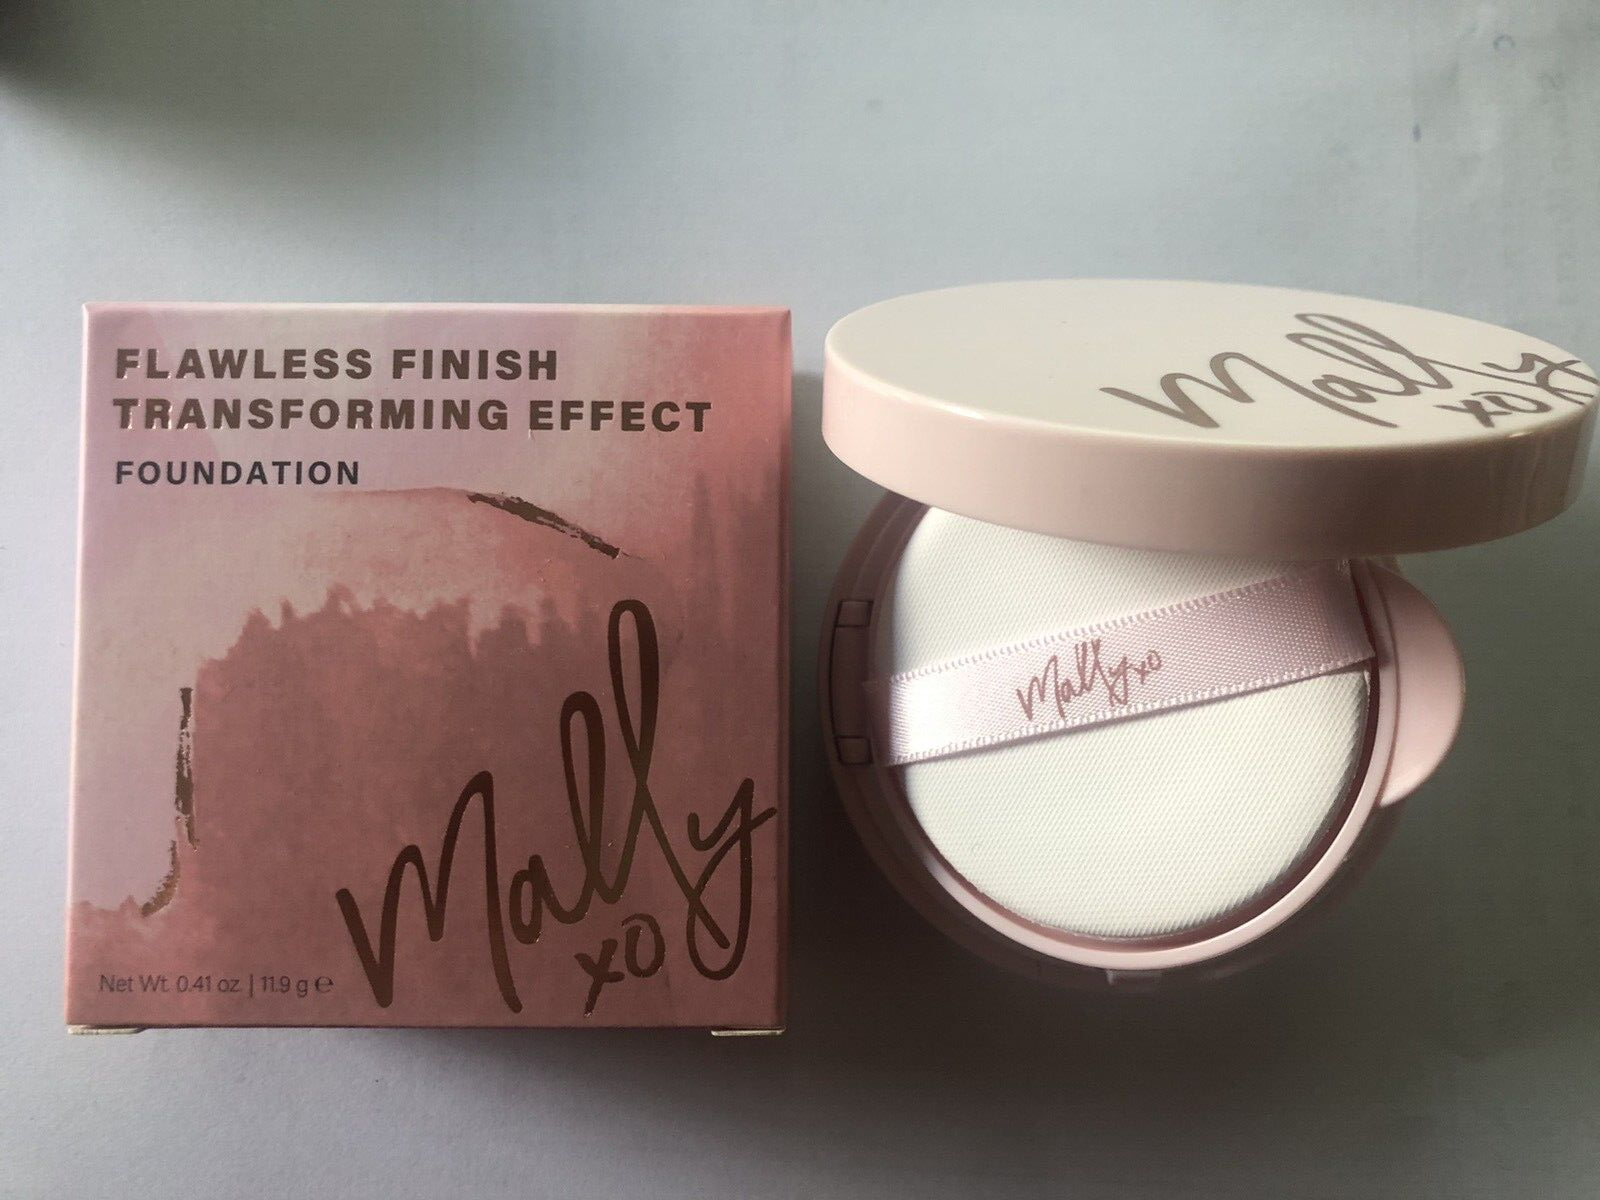 FLAWLESS FINISH
TRANSFORMING EFFECT
FOUNDATION
Mally
xo
Net Wt. 0.41 oz. | 11.9 g e
Mally
xo
Mally xo